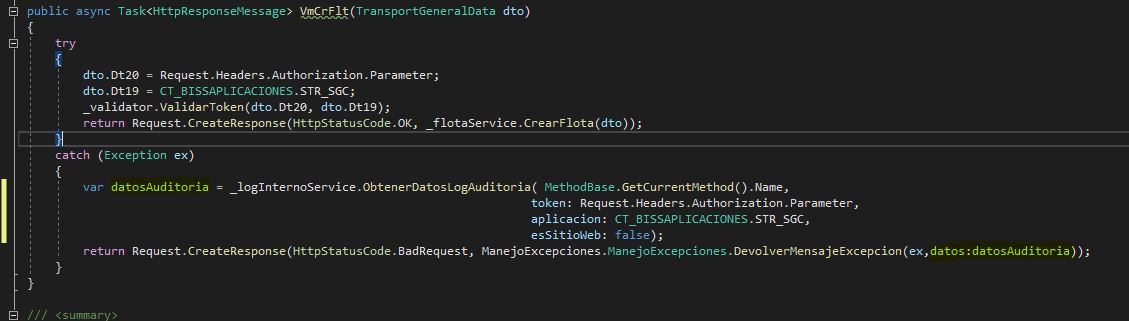 public async Task<HttpResponseMessage> VmCrFlt(TransportGeneralData dto)
{
try
{
dto.Dt20 = Request.Headers.Authorization.Parameter;
dto.Dt19 = CT_BISSAPLICACIONES.STR_SGC;
_validator.ValidarToken(dto.Dt20, dto.Dt19);
return Request.CreateResponse(HttpStatusCode.OK, _flotaService.CrearFlota(dto));
}
catch (Exception ex)
{
var datosAuditoria = _logInternoService.ObtenerDatosLogAuditoria( MethodBase.GetCurrentMethod().Name,
token: Request.Headers.Authorization.Parameter,
aplicacion: CT_BISSAPLICACIONES.STR_SGC,
esSitioWeb: false);
return Request.CreateResponse(HttpStatusCode.BadRequest, ManejoExcepciones.ManejoExcepciones.DevolverMensajeExcepcion(ex,datos:datosAuditoria));
}
}
/// <summary>